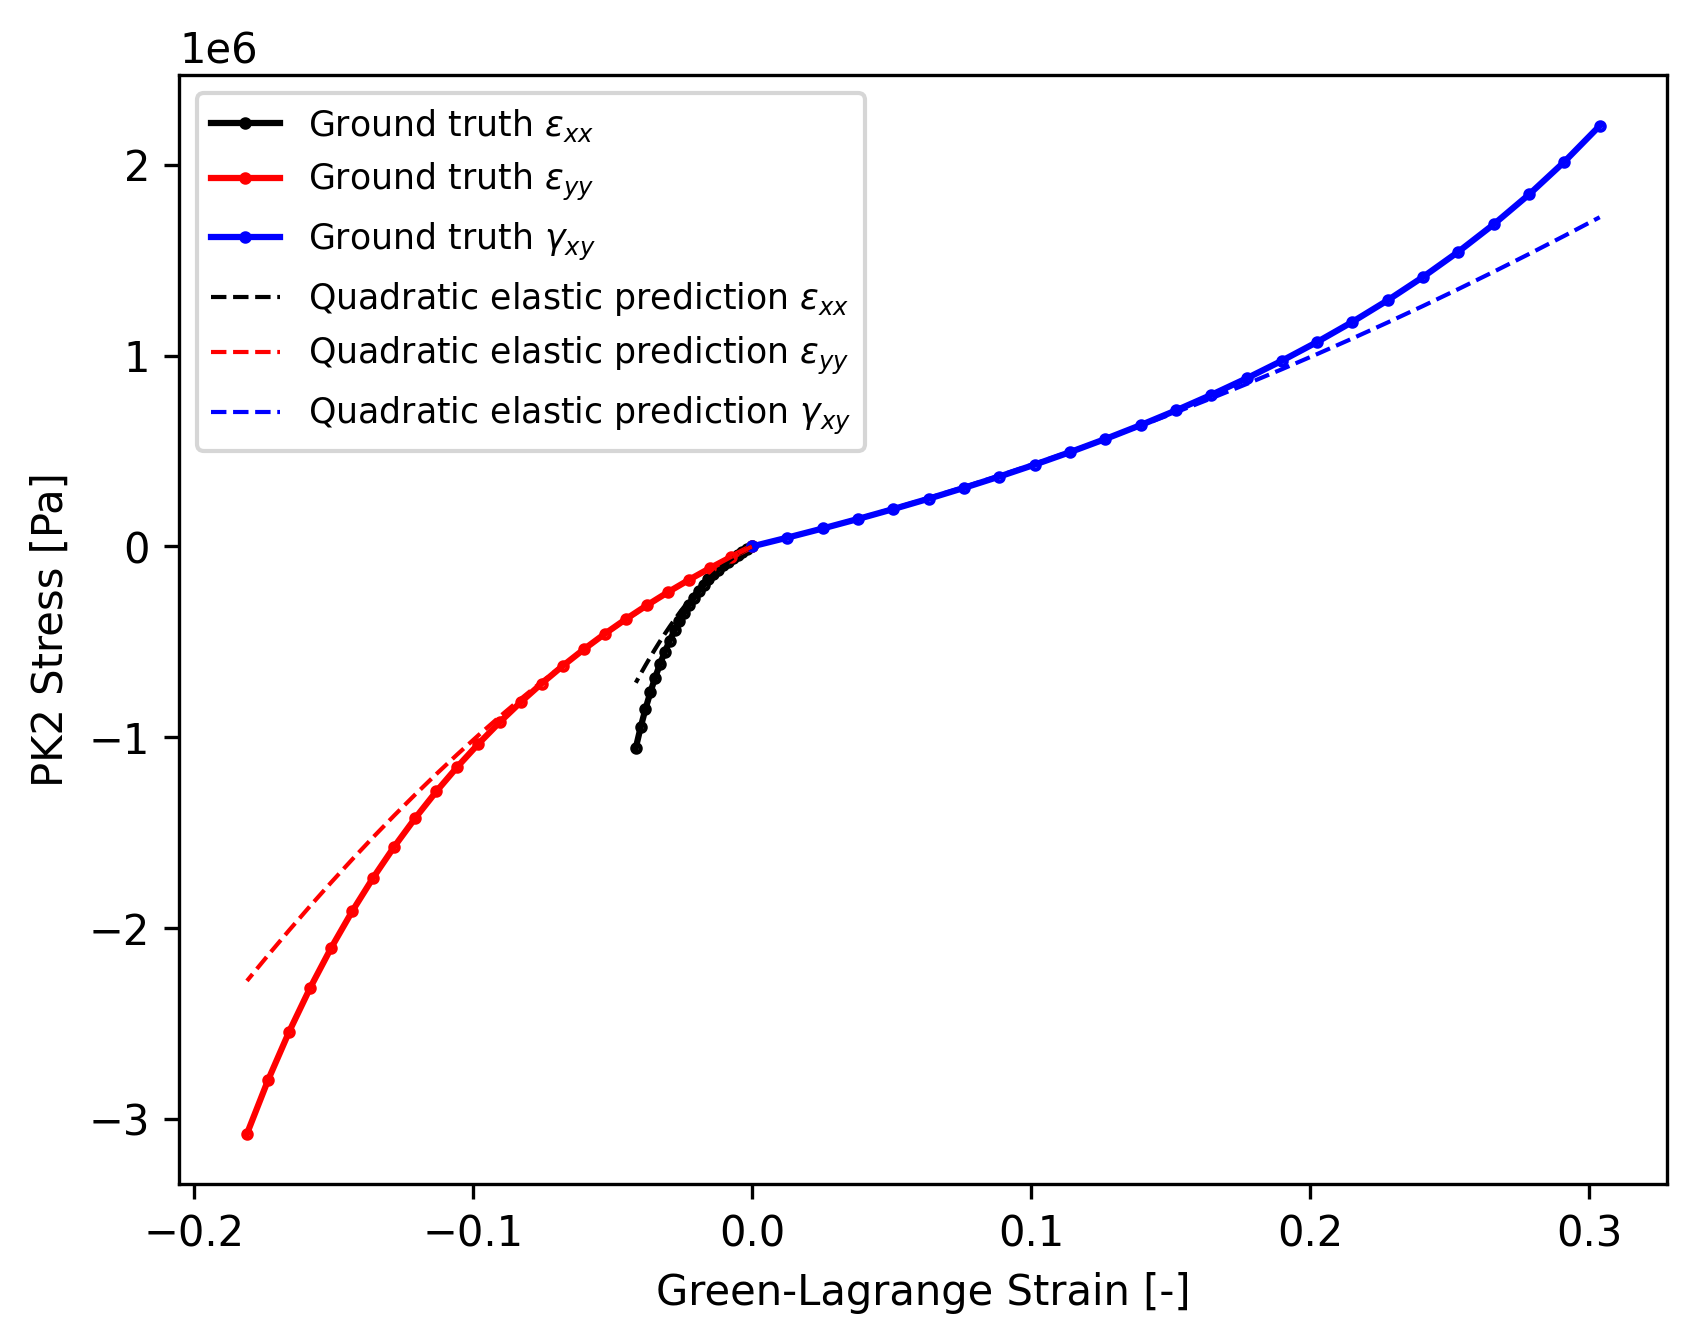 1e6
Ground truth ε_xx
Ground truth ε_yy
Ground truth γ_xy
Quadratic elastic prediction ε_xx
Quadratic elastic prediction ε_yy
Quadratic elastic prediction γ_xy
2
1
0
−1
−2
−3
PK2 Stress [Pa]
−0.2 −0.1 0.0 0.1 0.2 0.3
Green-Lagrange Strain [-]